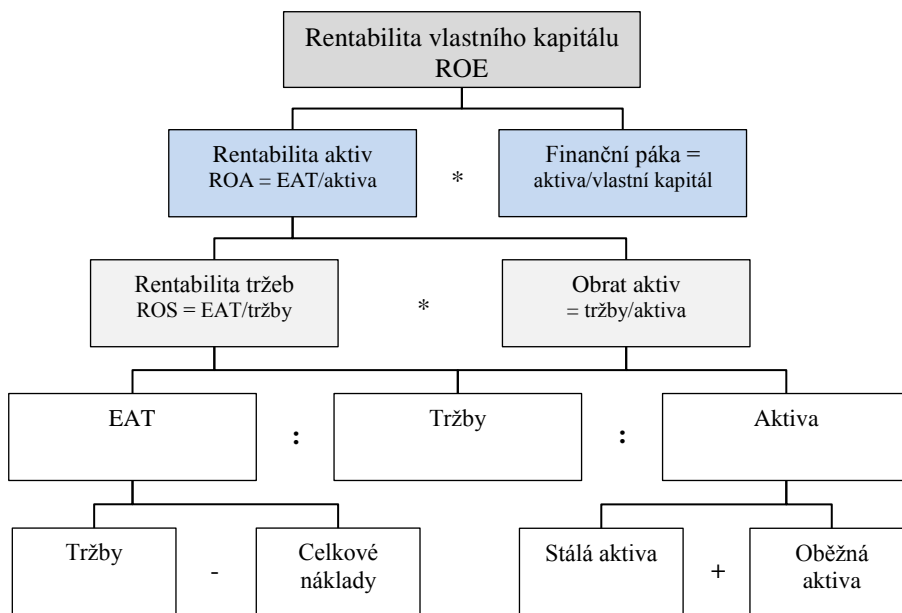 Rentabilita vlastního kapitálu
ROE
Rentabilita aktiv
ROA = EAT/aktiva
*
Finanční páka =
aktiva/vlastní kapitál
Rentabilita tržeb
ROS = EAT/tržby
*
Obrat aktiv
= tržby/aktiva
EAT
:
Tržby
:
Aktiva
Tržby
-
Celkové
náklady
Stálá aktiva
+
Oběžná
aktiva